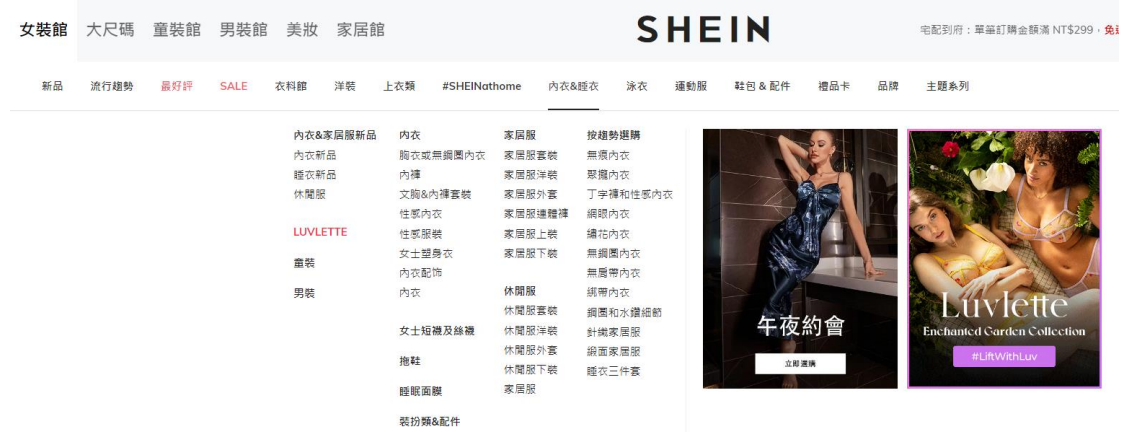 女裝館 大尺碼 童裝館 男裝館 美妝 家居館
SHEIN
宅配到府：單筆訂購金額滿 NT$299，免
新品 流行趨勢 最好評 SALE 衣料館 洋裝 上衣類 #SHEINathome 內衣&睡衣 泳衣 運動服 鞋包 & 配件 禮品卡 品牌 主題系列
內衣&家居服新品
內衣新品
睡衣新品
休閒服
LUVLETTE
童裝
男裝
內衣
胸衣或無鋼圈內衣
內褲
文胸&內褲套裝
性感內衣
性感服裝
女士塑身衣
內衣配饰
內衣
女士短襪及絲襪
拖鞋
睡眠面膜
裝扮類&配件
家居服
家居服套裝
家居服洋裝
家居服外套
家居服連體褲
家居服上裝
家居服下裝
休閒服
休閒服套裝
休閒服洋裝
休閒服外套
休閒服下裝
家居服
按趨勢選購
無痕內衣
聚攏內衣
丁字褲和性感內衣
網眼內衣
繡花內衣
無鋼圈內衣
無肩帶內衣
綁帶內衣
鋼圈和水鑽細節
針織家居服
緞面家居服
睡衣三件套
午夜約會
立即選購
Luvlette
Enchanted Garden Collection
#LiftWithLuv